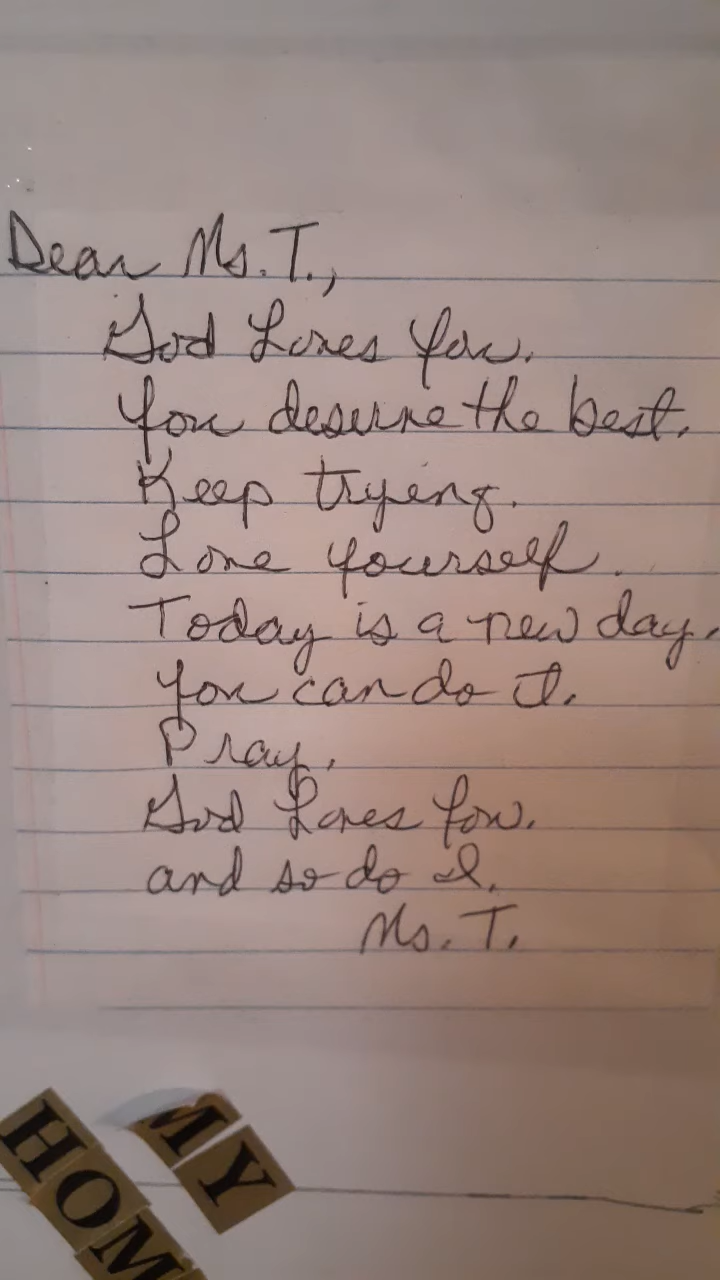 Dear Ms. T.,
God Loves You.
You deserve the best.
Keep trying.
Love yourself.
Today is a new day.
You can do it.
Pray.
God Loves You.
and so do I.
Ms. T.
MY
HOM